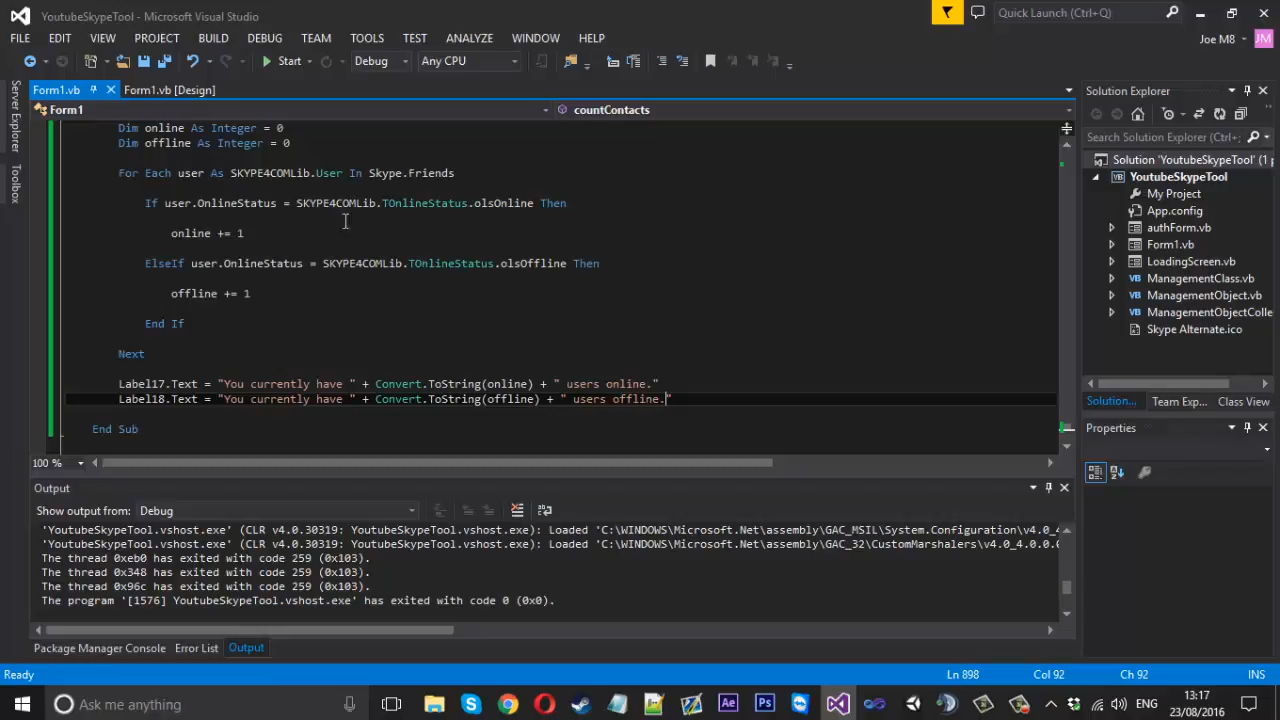 YoutubeSkypeTool - Microsoft Visual Studio
Quick Launch (Ctrl+Q)
FILE EDIT VIEW PROJECT BUILD DEBUG TEAM TOOLS TEST ANALYZE WINDOW HELP
Joe M8 JM
Start Debug Any CPU
Server Explorer
Toolbox
Form1.vb Form1.vb [Design]
Form1 countContacts
Dim online As Integer = 0
Dim offline As Integer = 0
For Each user As SKYPE4COMLib.User In Skype.Friends
If user.OnlineStatus = SKYPE4COMLib.TOnlineStatus.olsOnline Then
online += 1
ElseIf user.OnlineStatus = SKYPE4COMLib.TOnlineStatus.olsOffline Then
offline += 1
End If
Next
Label17.Text = "You currently have " + Convert.ToString(online) + " users online."
Label18.Text = "You currently have " + Convert.ToString(offline) + " users offline."
End Sub
100 %
Solution Explorer
Search Solution Explorer (Ctrl+
Solution 'YoutubeSkypeTool' (1 p
VB YoutubeSkypeTool
My Project
App.config
authForm.vb
Form1.vb
LoadingScreen.vb
VB ManagementClass.vb
VB ManagementObject.vb
VB ManagementObjectColle
Skype Alternate.ico
Solution... Team Exp... Class View
Properties
Output
Show output from: Debug
'YoutubeSkypeTool.vshost.exe' (CLR v4.0.30319: YoutubeSkypeTool.vshost.exe): Loaded 'C:\WINDOWS\Microsoft.Net\assembly\GAC_MSIL\System.Configuration\v4.0_4
'YoutubeSkypeTool.vshost.exe' (CLR v4.0.30319: YoutubeSkypeTool.vshost.exe): Loaded 'C:\WINDOWS\Microsoft.Net\assembly\GAC_32\CustomMarshalers\v4.0_4.0.0.0
The thread 0xeb0 has exited with code 259 (0x103).
The thread 0x348 has exited with code 259 (0x103).
The thread 0x96c has exited with code 259 (0x103).
The program '[1576] YoutubeSkypeTool.vshost.exe' has exited with code 0 (0x0).
Package Manager Console Error List Output
Ready Ln 898 Col 92 Ch 92 INS
Ask me anything
Ae Ps
ENG
13:17
23/08/2016